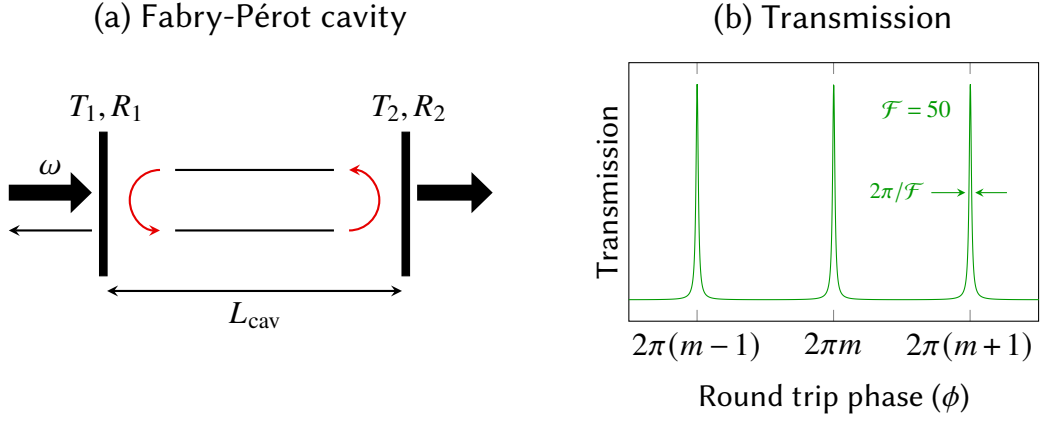 (a) Fabry-Pérot cavity
T₁, R₁
T₂, R₂
ω
L_cav
(b) Transmission
Transmission
ℱ = 50
2π/ℱ
2π(m − 1)
2πm
2π(m + 1)
Round trip phase (ϕ)